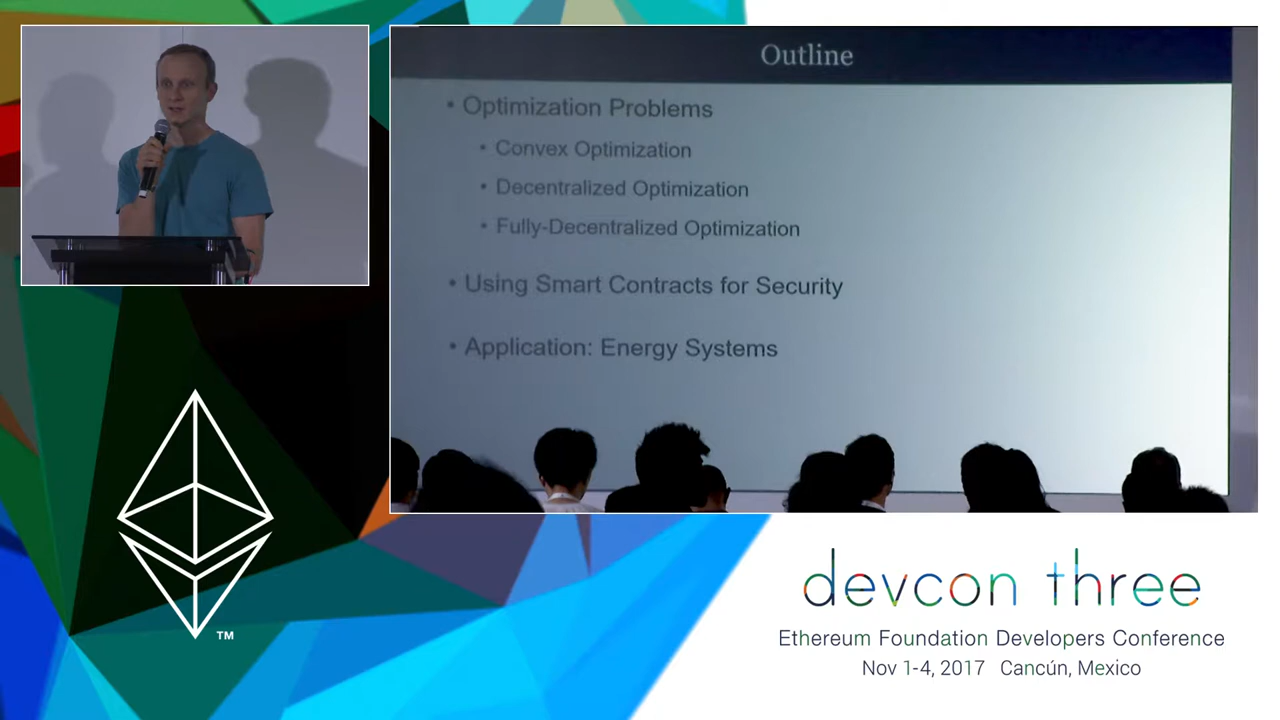 Outline
• Optimization Problems
• Convex Optimization
• Decentralized Optimization
• Fully-Decentralized Optimization
• Using Smart Contracts for Security
• Application: Energy Systems
TM
devcon three
Ethereum Foundation Developers Conference
Nov 1-4, 2017 Cancún, Mexico